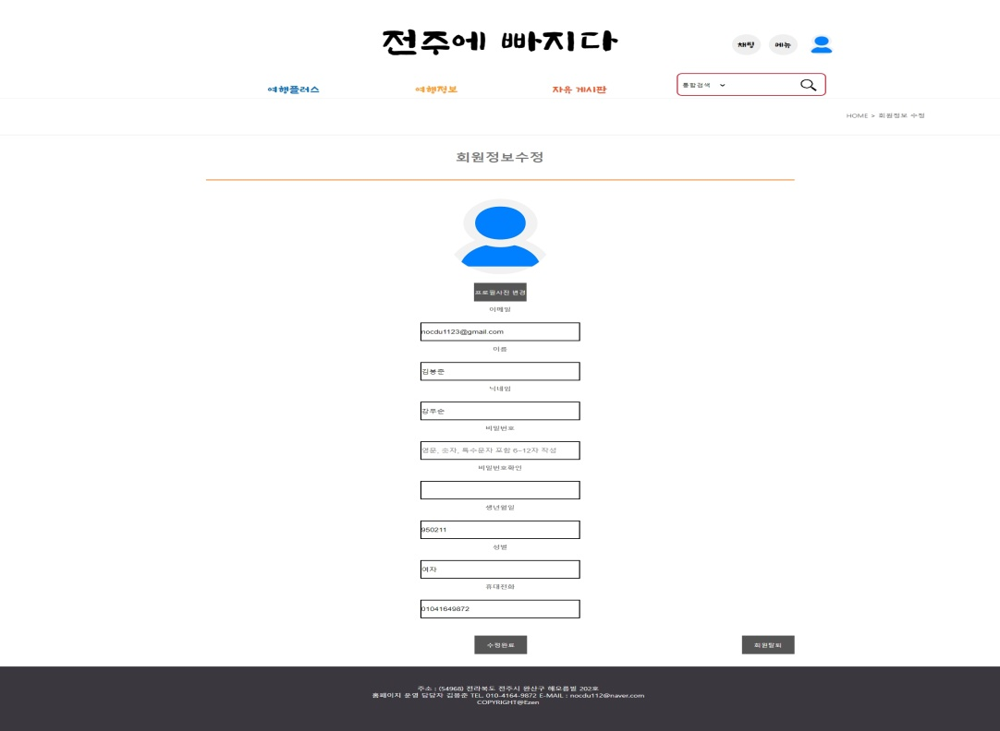 전주에 빠지다
채팅 메뉴
여행플러스 여행정보 자유 게시판 통합검색
HOME > 회원정보 수정
회원정보수정
프로필사진 변경
이메일
nocdu1123@gmail.com
이름
김봉준
닉네임
강루순
비밀번호
영문, 숫자, 특수문자 포함 6~12자 작성
비밀번호확인
생년월일
950211
성별
여자
휴대전화
01041649872
수정완료 회원탈퇴
주소 : (54968) 전라북도 전주시 완산구 해오름빌 202호
홈페이지 운영 담당자 김봉준 TEL. 010-4164-9872 E-MAIL : nocdu112@naver.com
COPYRIGHT@Ezen